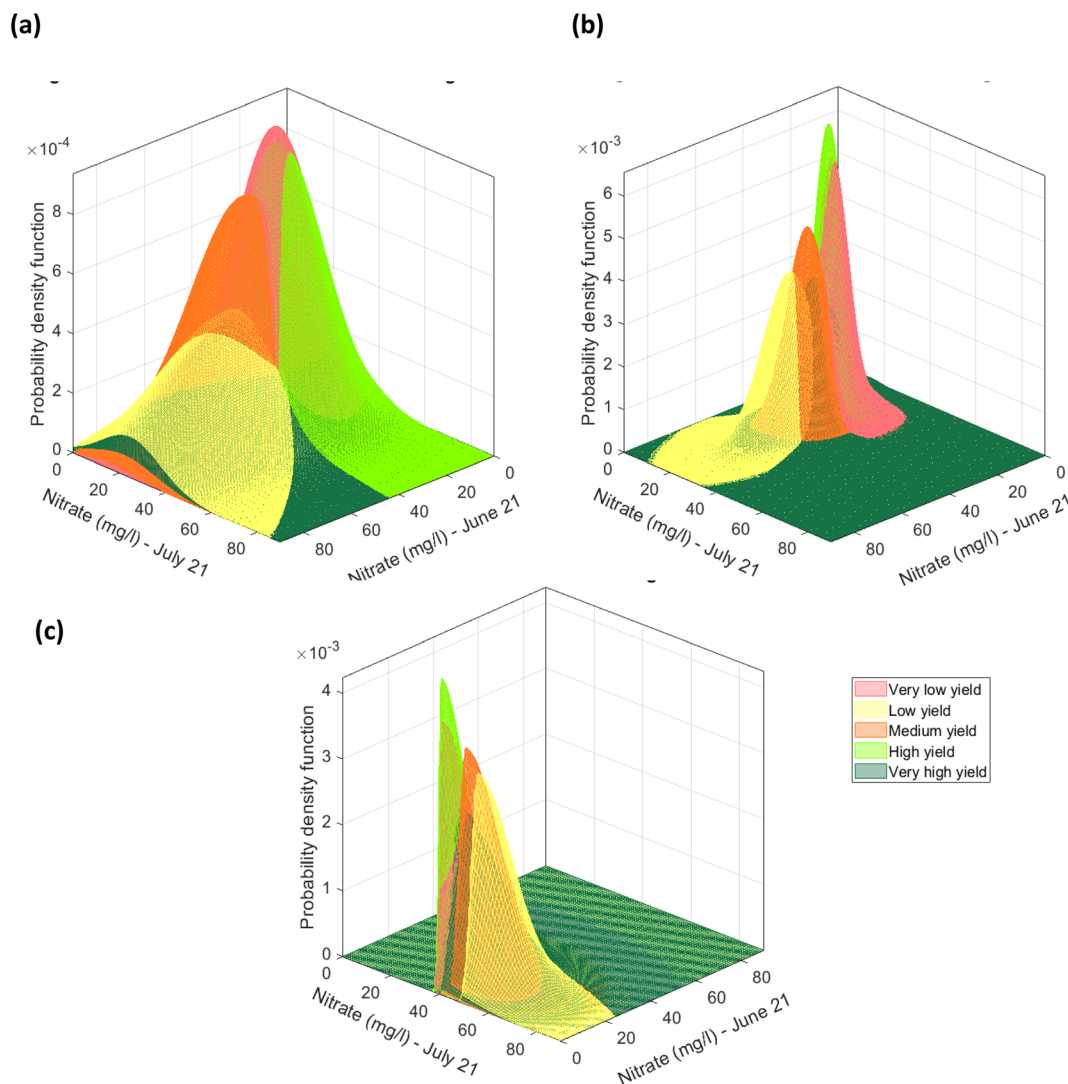 (a)
(b)
×10⁻⁴
8
6
4
2
0
Probability density function
0
20
40
60
80
Nitrate (mg/l) - July 21
80
60
40
20
0
Nitrate (mg/l) - June 21
×10⁻³
6
5
4
3
2
1
0
Probability density function
0
20
40
60
80
Nitrate (mg/l) - July 21
80
60
40
20
0
Nitrate (mg/l) - June 21
(c)
×10⁻³
4
3
2
1
0
Probability density function
0
20
40
60
80
Nitrate (mg/l) - July 21
0
20
40
60
80
Nitrate (mg/l) - June 21
Very low yield
Low yield
Medium yield
High yield
Very high yield